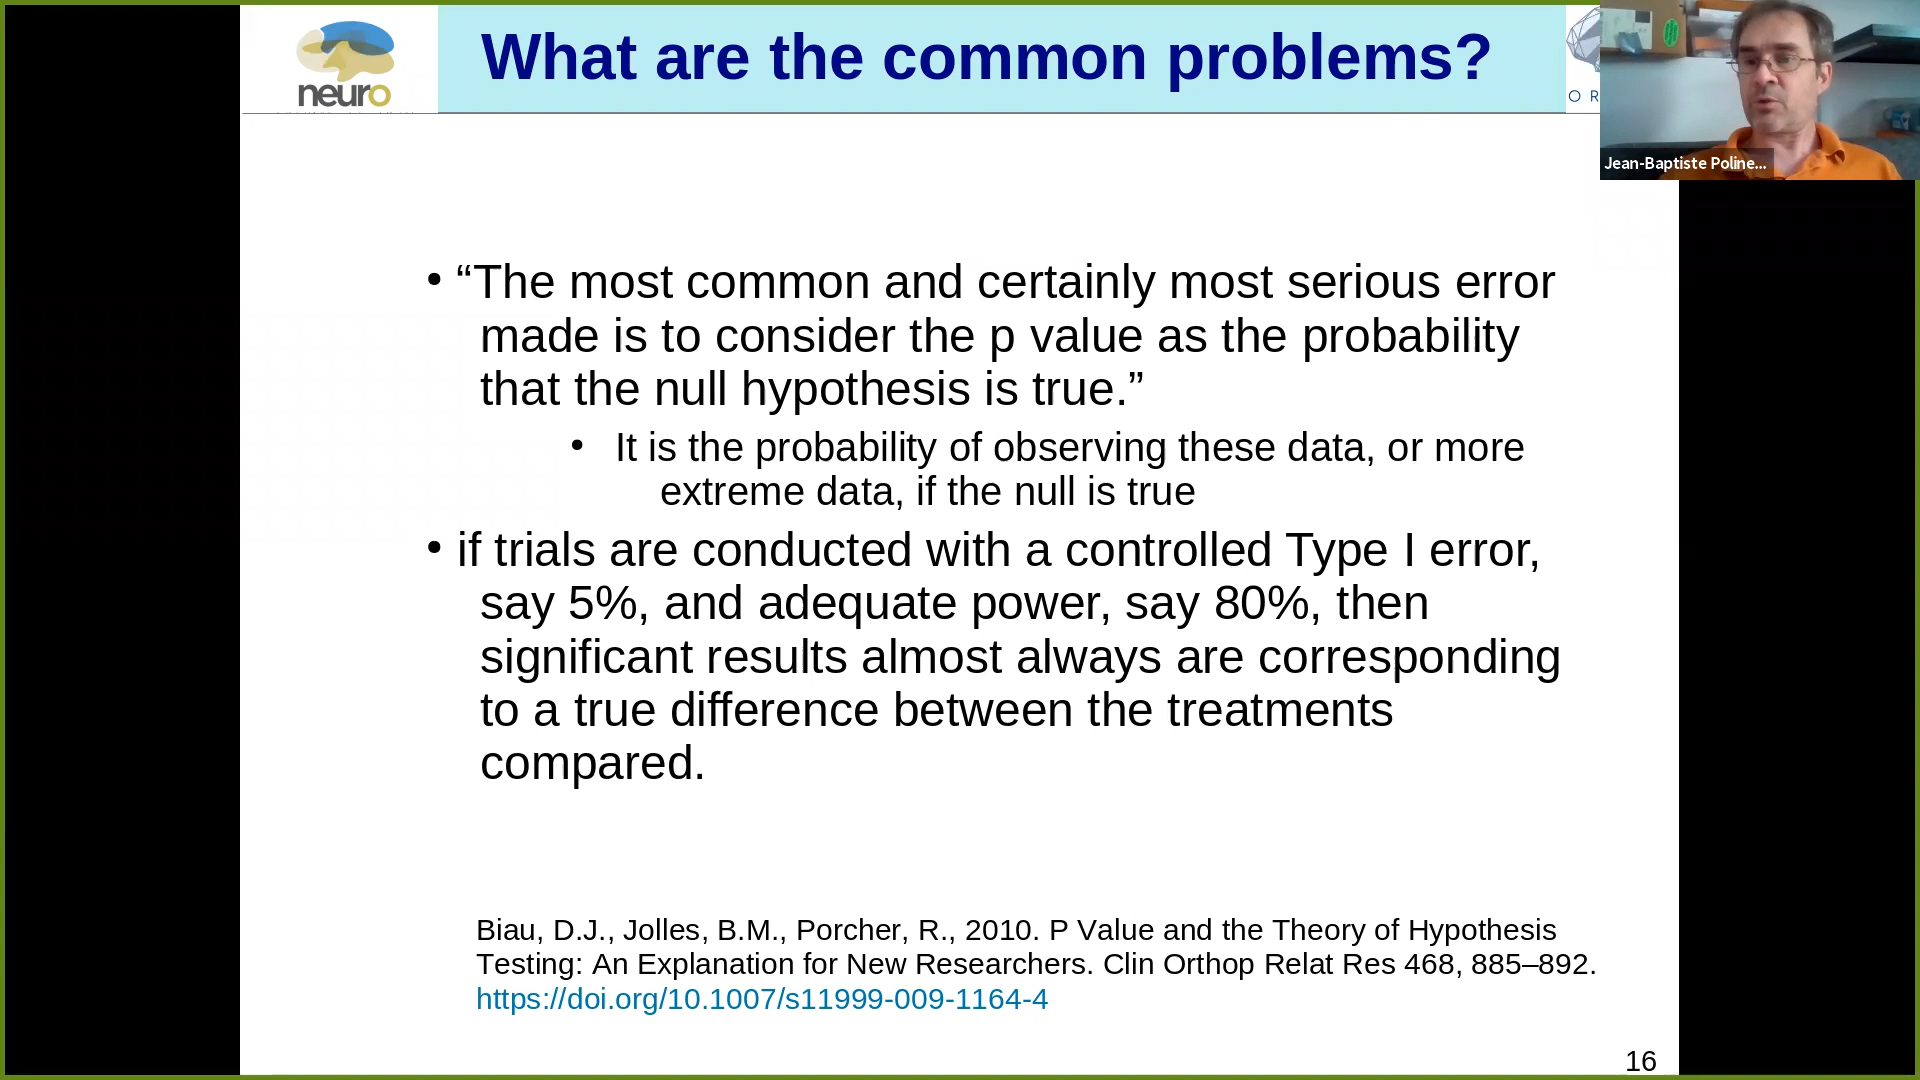 neuro
What are the common problems?
O R
Jean-Baptiste Poline...
• “The most common and certainly most serious error
made is to consider the p value as the probability
that the null hypothesis is true.”
• It is the probability of observing these data, or more
extreme data, if the null is true
• if trials are conducted with a controlled Type I error,
say 5%, and adequate power, say 80%, then
significant results almost always are corresponding
to a true difference between the treatments
compared.
Biau, D.J., Jolles, B.M., Porcher, R., 2010. P Value and the Theory of Hypothesis
Testing: An Explanation for New Researchers. Clin Orthop Relat Res 468, 885–892.
https://doi.org/10.1007/s11999-009-1164-4
16